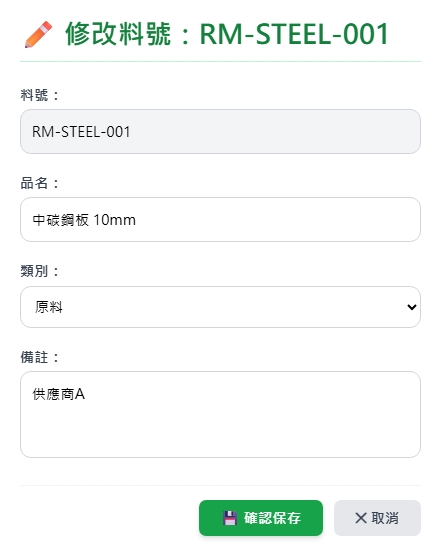 修改料號：RM-STEEL-001
料號：
RM-STEEL-001
品名：
中碳鋼板 10mm
類別：
原料
備註：
供應商A
確認保存
取消